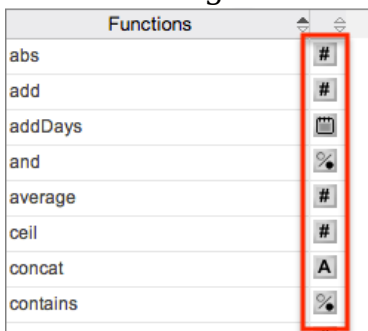 Functions
abs #
add #
addDays
and
average #
ceil #
concat A
contains